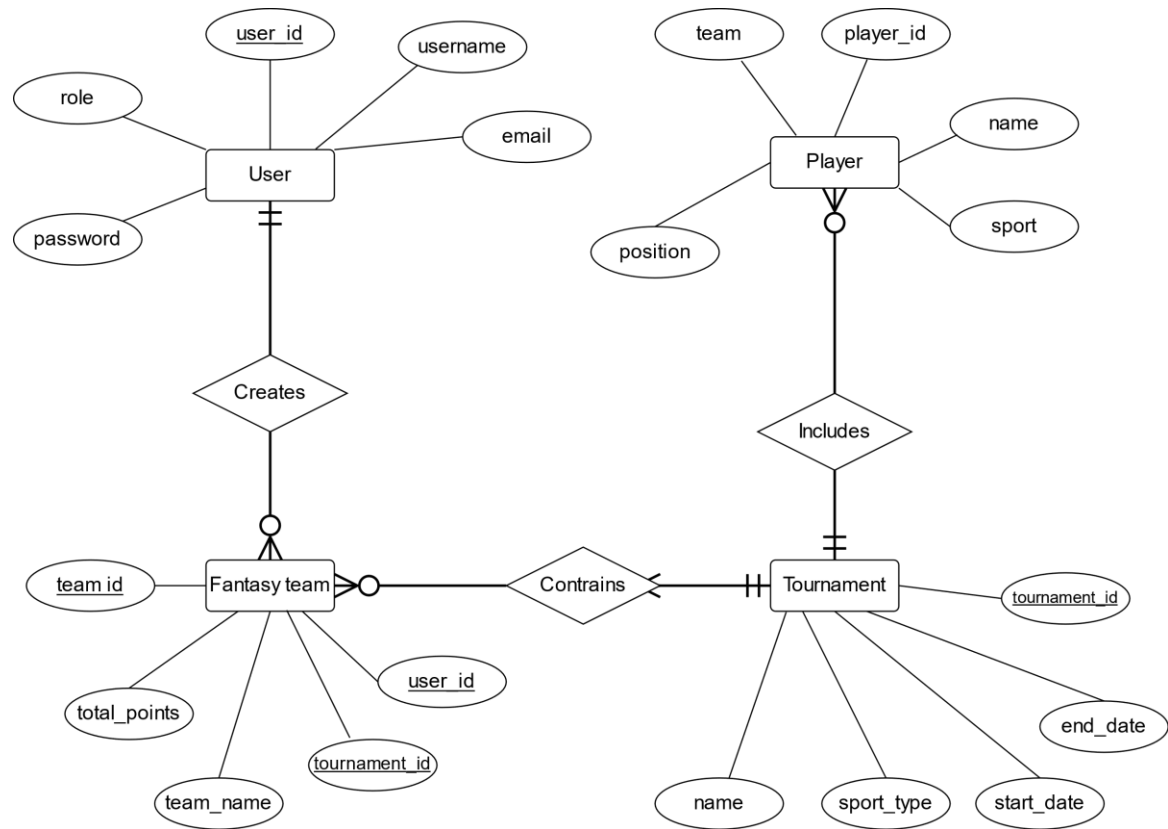 user_id
username
role
email
User
password
team
player_id
name
Player
position
sport
Creates
Includes
team id
Fantasy team
Contrains
Tournament
tournament_id
user_id
total_points
tournament_id
team_name
end_date
name
sport_type
start_date